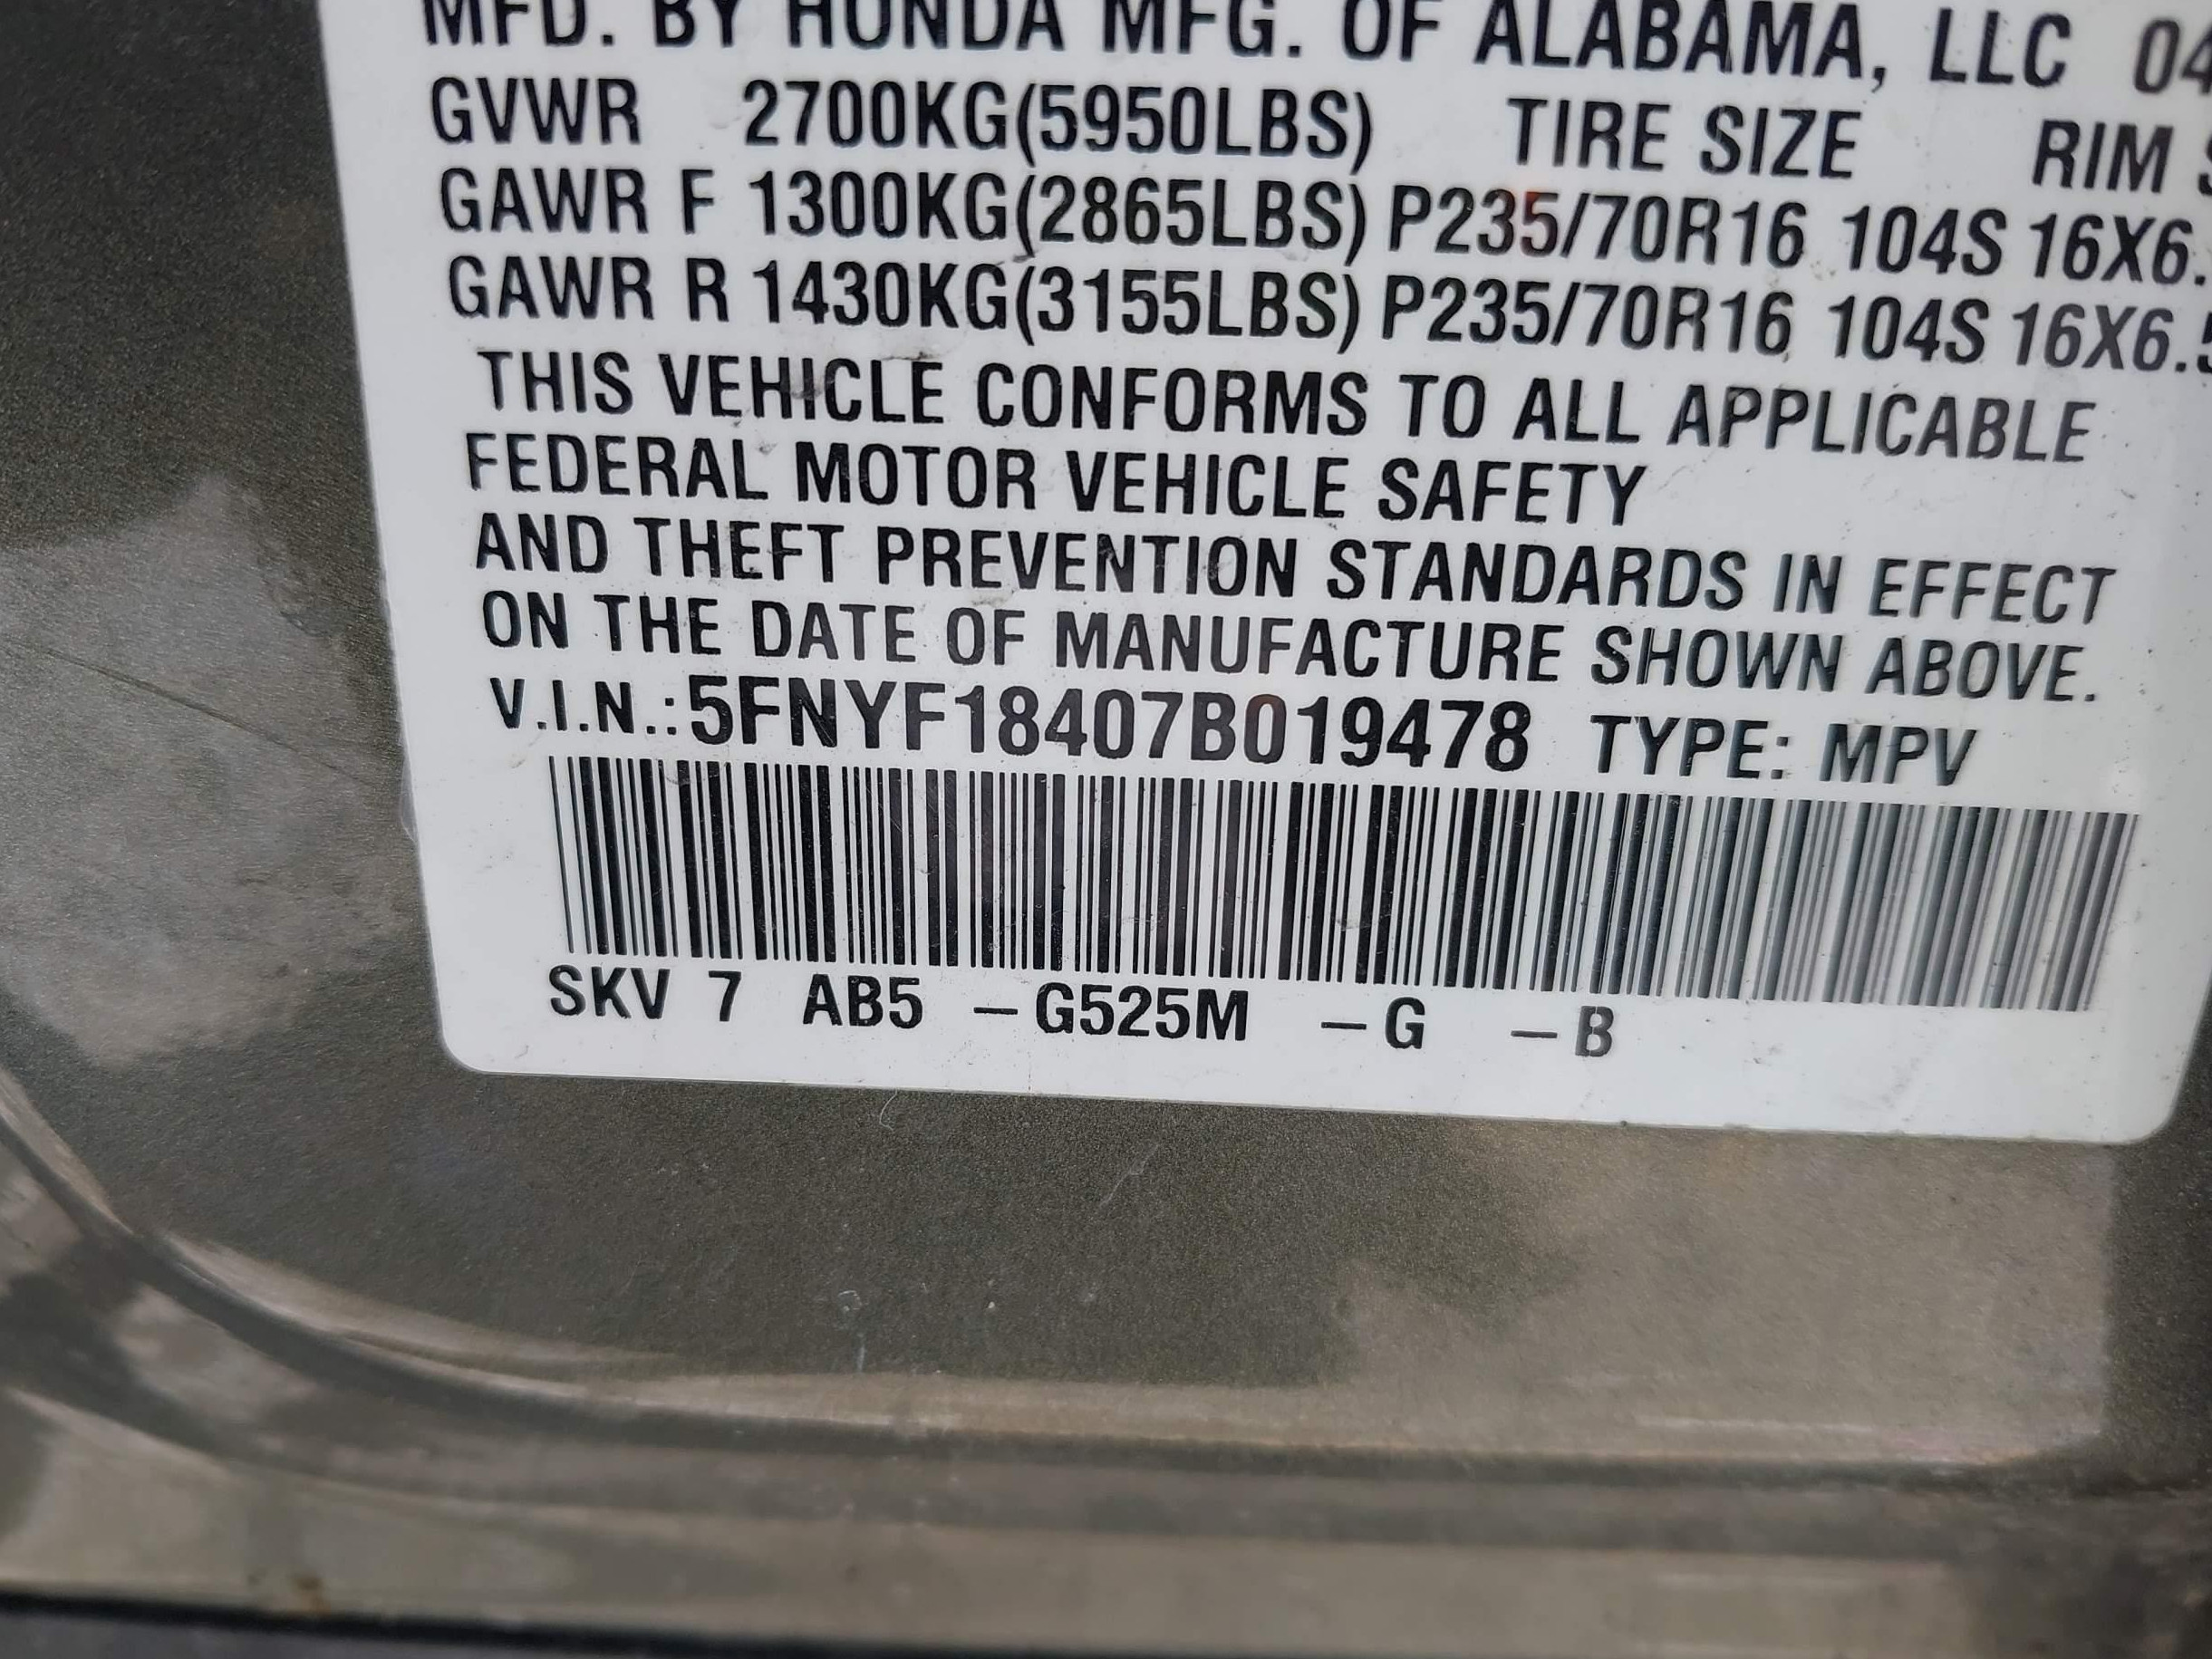 MFD. BY HONDA MFG. OF ALABAMA, LLC 04
GVWR 2700KG(5950LBS) TIRE SIZE RIM S
GAWR F 1300KG(2865LBS) P235/70R16 104S 16X6.
GAWR R 1430KG(3155LBS) P235/70R16 104S 16X6.5
THIS VEHICLE CONFORMS TO ALL APPLICABLE
FEDERAL MOTOR VEHICLE SAFETY
AND THEFT PREVENTION STANDARDS IN EFFECT
ON THE DATE OF MANUFACTURE SHOWN ABOVE.
V.I.N.:5FNYF18407B019478 TYPE: MPV
SKV 7 AB5 –G525M –G –B